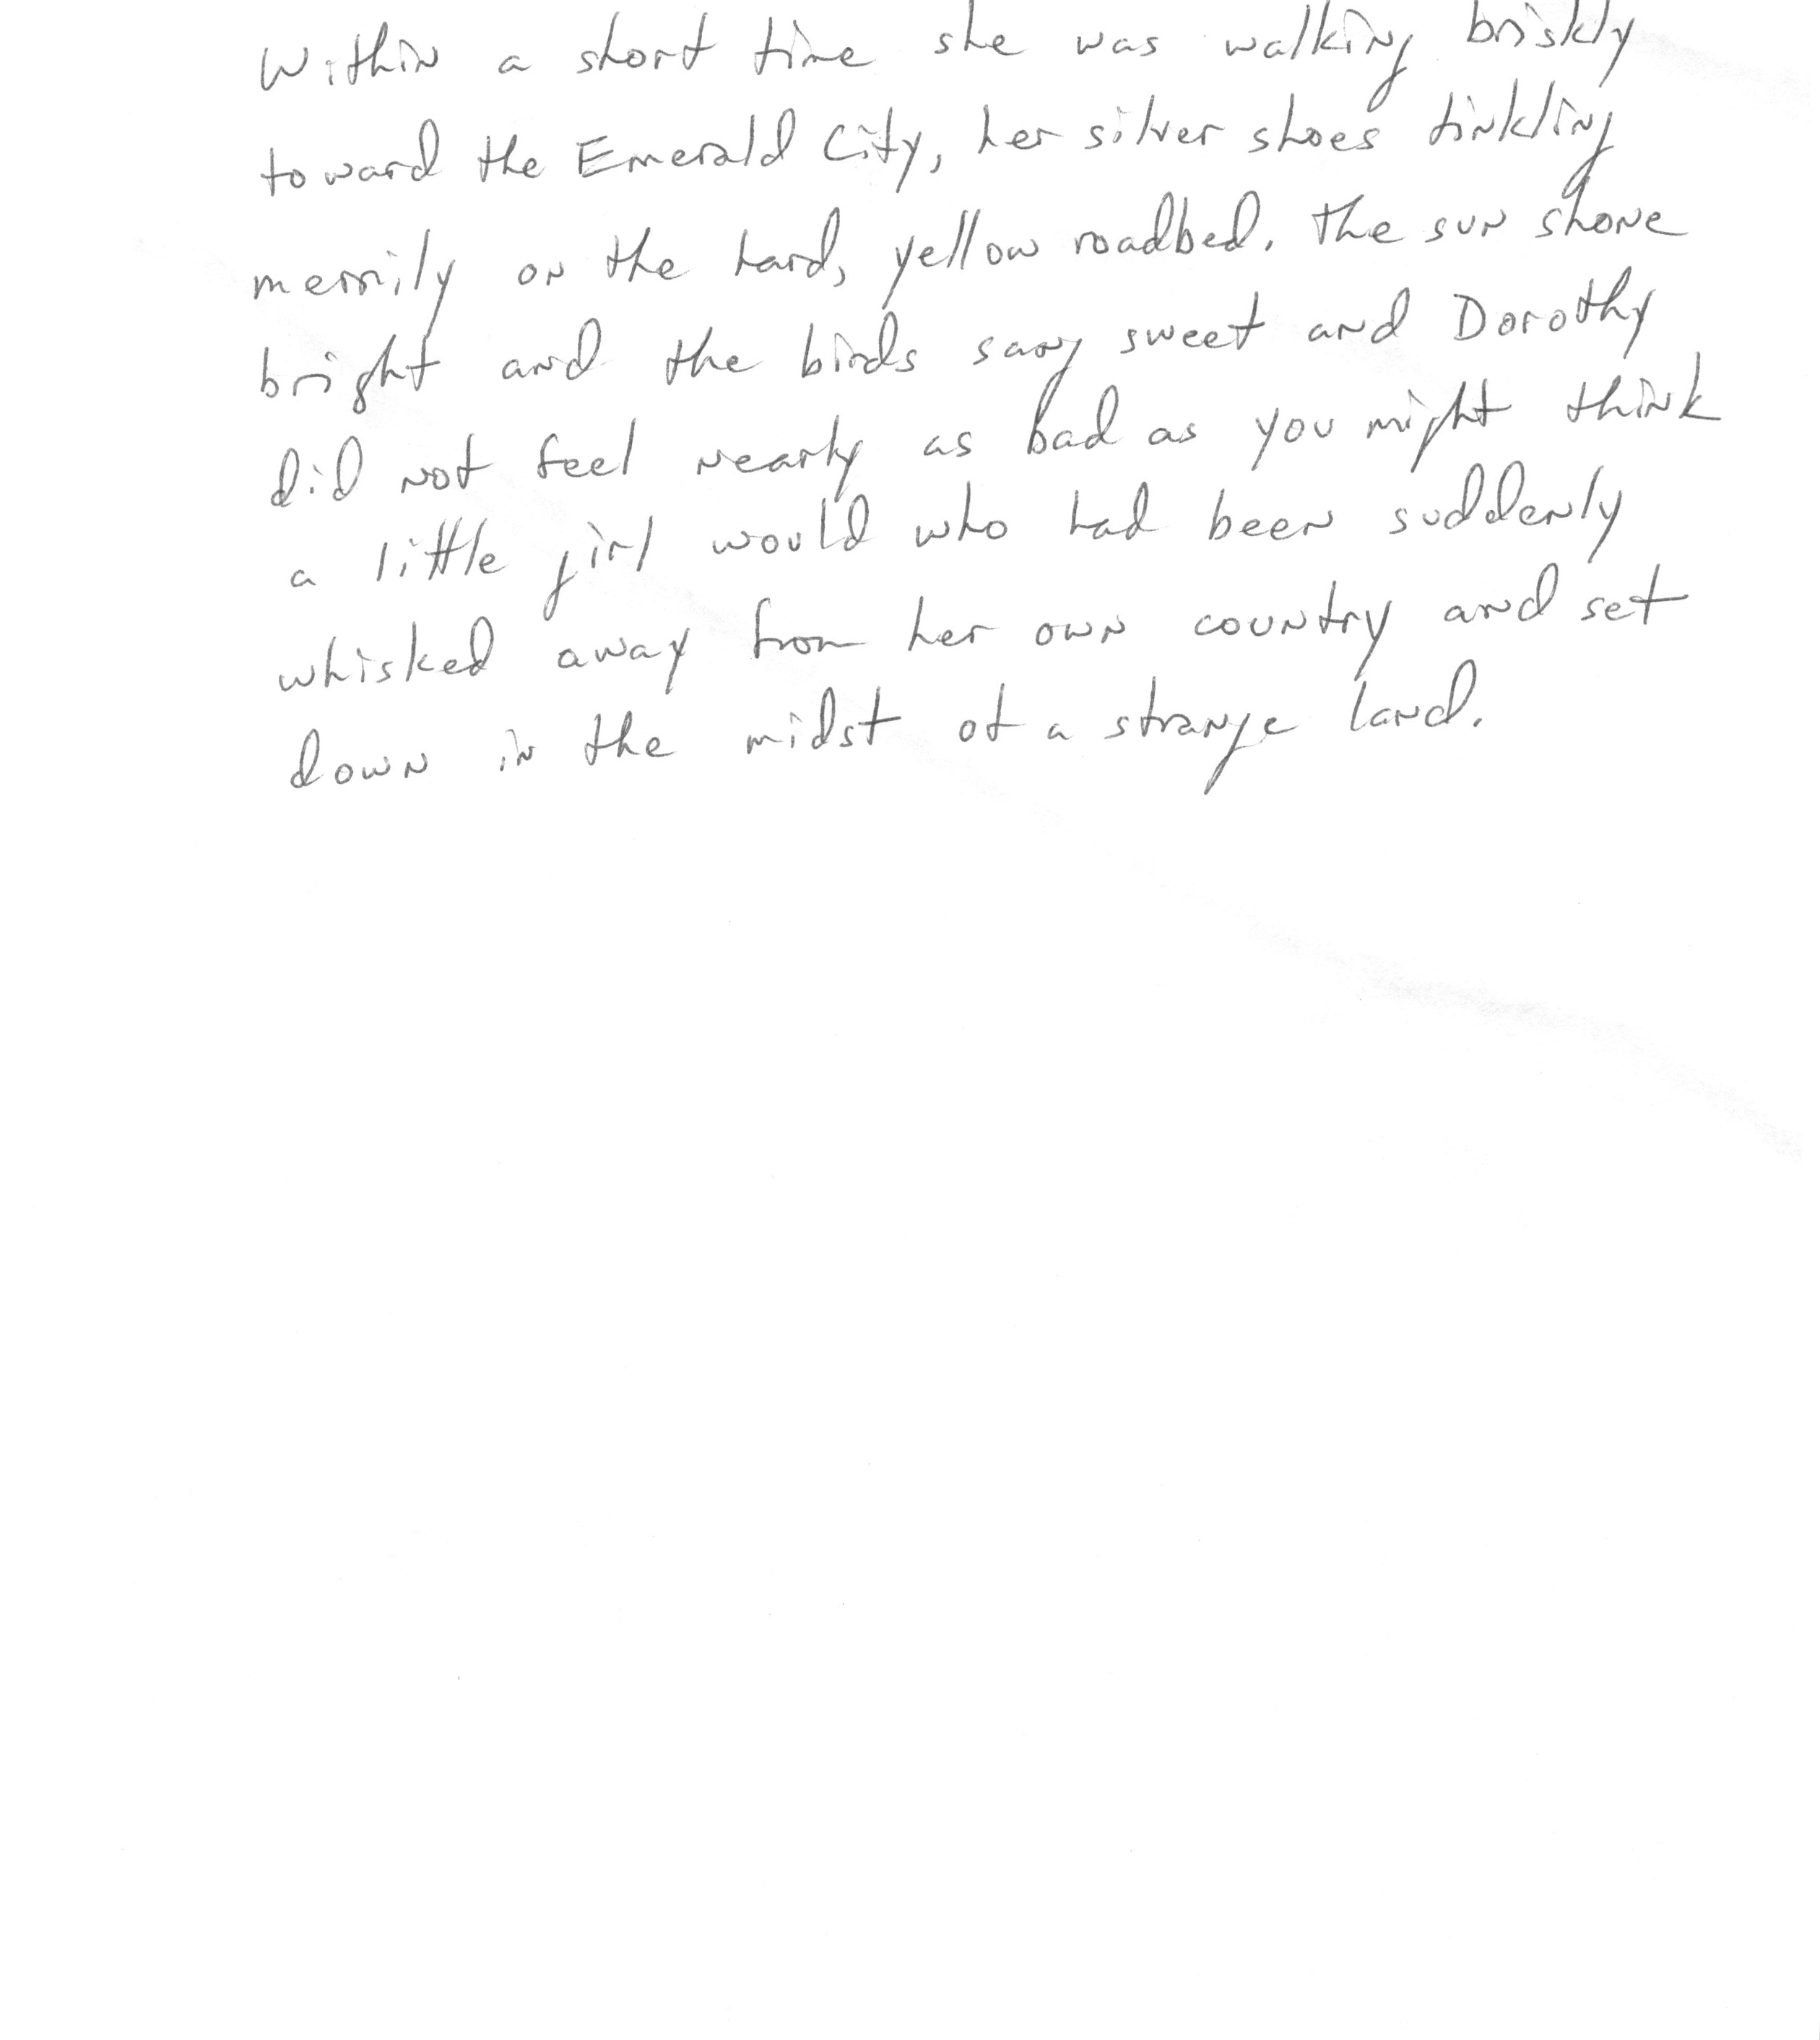 Within a short time she was walking briskly
toward the Emerald City, her silver shoes tinkling
merrily on the hard, yellow roadbed. The sun shone
bright and the birds sang sweet and Dorothy
did not feel nearly as bad as you might think
a little girl would who had been suddenly
whisked away from her own country and set
down in the midst of a strange land.